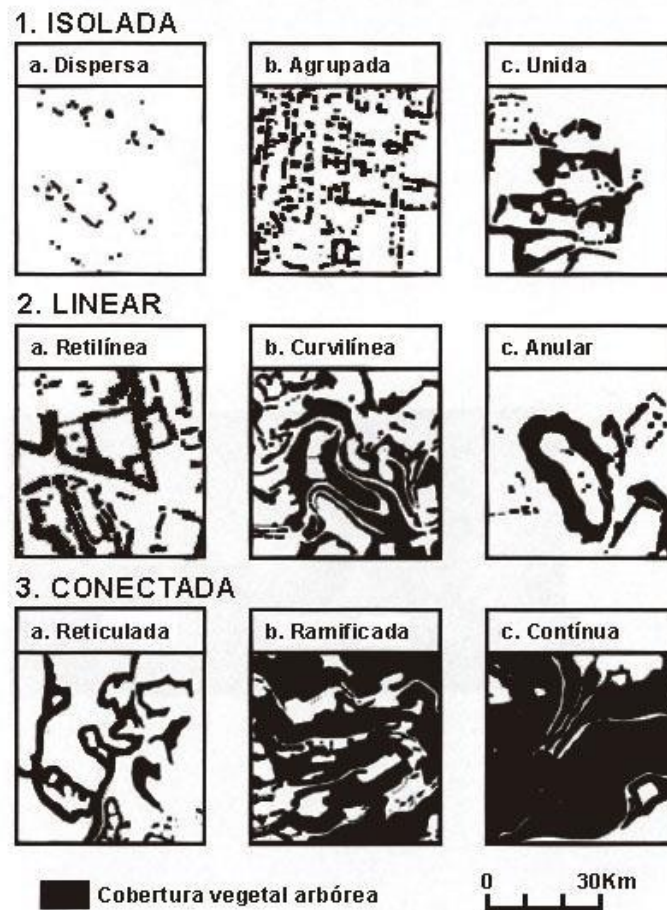 1. ISOLADA
a. Dispersa
b. Agrupada
c. Unida
2. LINEAR
a. Retilínea
b. Curvilínea
c. Anular
3. CONECTADA
a. Reticulada
b. Ramificada
c. Contínua
Cobertura vegetal arbórea
0 30Km